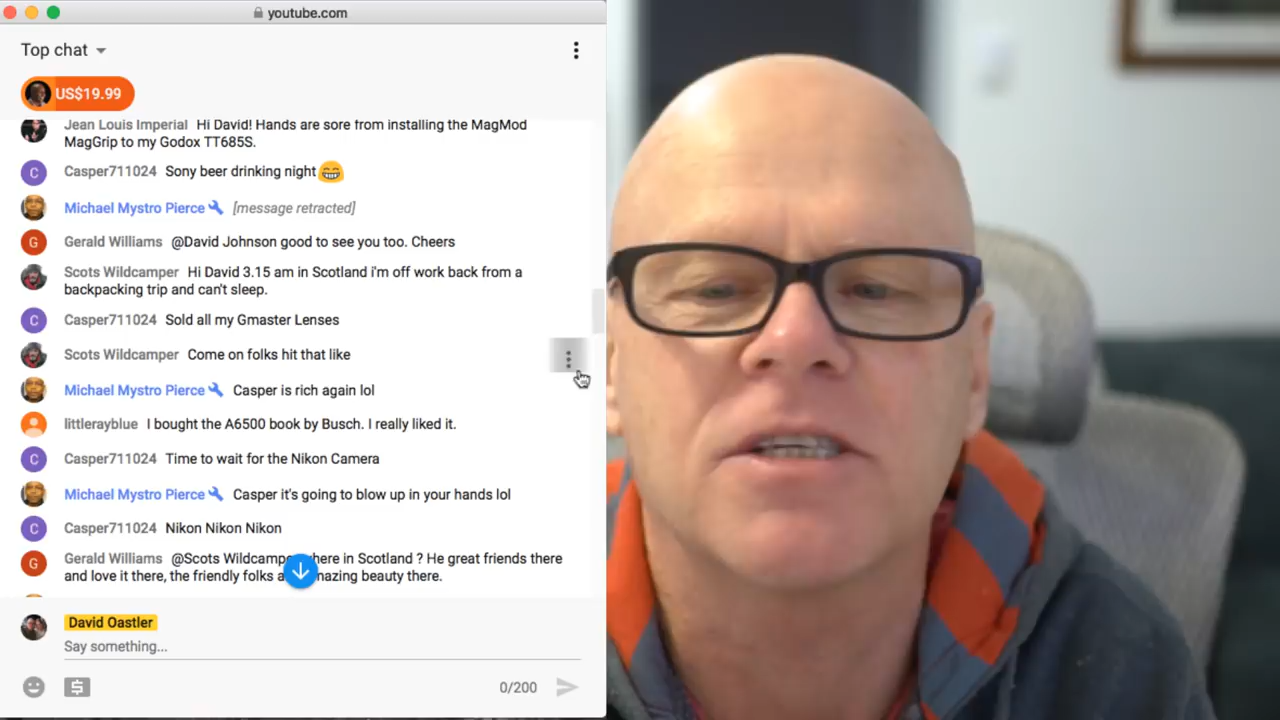 youtube.com
Top chat
US$19.99
Jean Louis Imperial Hi David! Hands are sore from installing the MagMod
MagGrip to my Godox TT685S.
C Casper711024 Sony beer drinking night
Michael Mystro Pierce [message retracted]
G Gerald Williams @David Johnson good to see you too. Cheers
Scots Wildcamper Hi David 3.15 am in Scotland i'm off work back from a
backpacking trip and can't sleep.
C Casper711024 Sold all my Gmaster Lenses
Scots Wildcamper Come on folks hit that like
Michael Mystro Pierce Casper is rich again lol
littlerayblue I bought the A6500 book by Busch. I really liked it.
C Casper711024 Time to wait for the Nikon Camera
Michael Mystro Pierce Casper it's going to blow up in your hands lol
C Casper711024 Nikon Nikon Nikon
G Gerald Williams @Scots Wildcamper in Scotland ? He great friends there
and love it there, the friendly folks there.
David Oastler
Say something...
$ 0/200